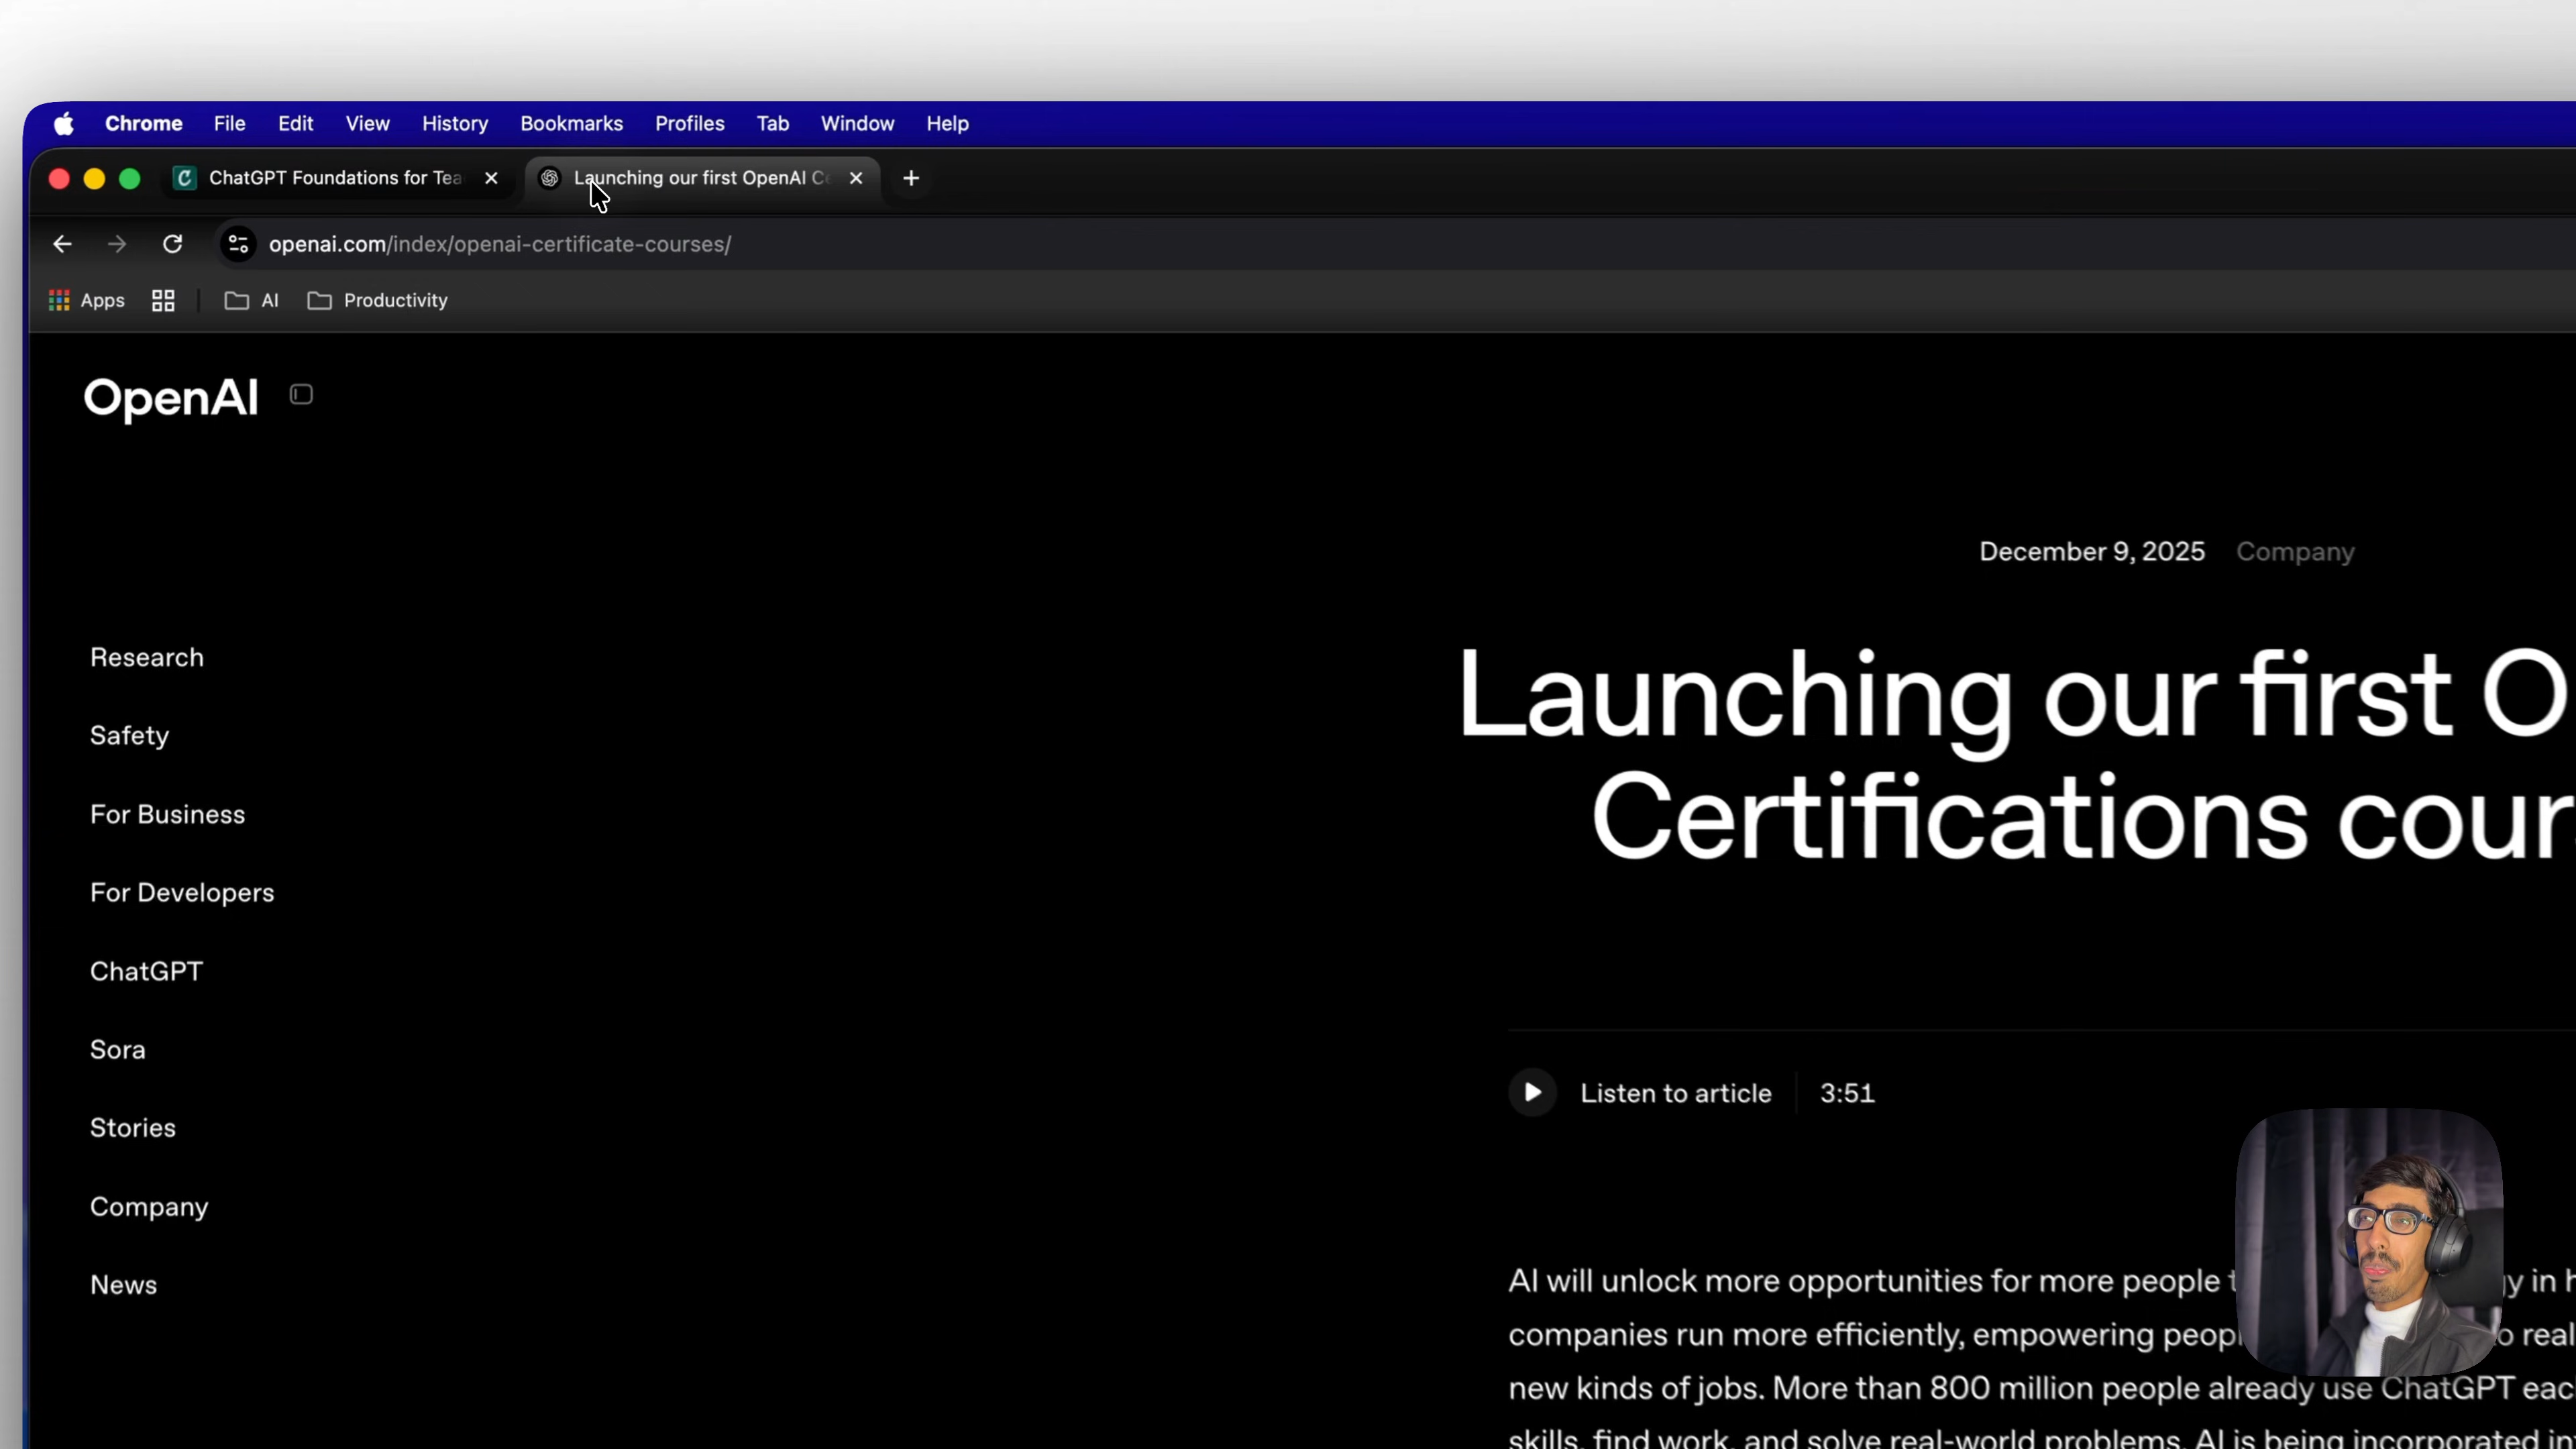 Chrome File Edit View History Bookmarks Profiles Tab Window Help
ChatGPT Foundations for Tea Launching our first OpenAI Ce
openai.com/index/openai-certificate-courses/
Apps AI Productivity
OpenAI
December 9, 2025 Company
Launching our first O
Certifications cour
Research
Safety
For Business
For Developers
ChatGPT
Sora
Stories
Company
News
Listen to article 3:51
AI will unlock more opportunities for more people in
companies run more efficiently, empowering real
new kinds of jobs. More than 800 million people already use ChatGPT
skills, find work, and solve real-world problems. AI is being incorporated